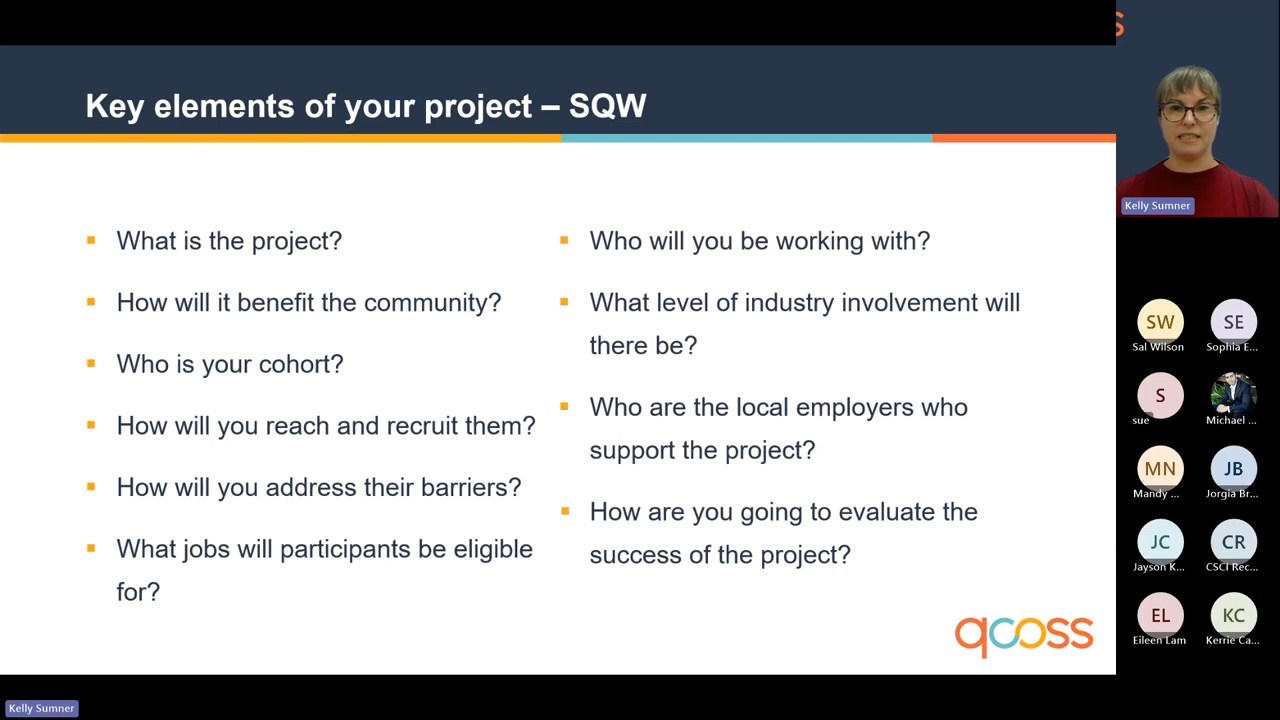 Key elements of your project – SQW
What is the project?
How will it benefit the community?
Who is your cohort?
How will you reach and recruit them?
How will you address their barriers?
What jobs will participants be eligible
for?
Who will you be working with?
What level of industry involvement will
there be?
Who are the local employers who
support the project?
How are you going to evaluate the
success of the project?
qcoss
s
Kelly Sumner
SW
Sal Wilson
SE
Sophia E...
S
sue
Michael ...
MN
Mandy ...
JB
Jorgia Br...
JC
Jayson K...
CR
CSCI Rec...
EL
Eileen Lam
KC
Kerrie Ca...
Kelly Sumner